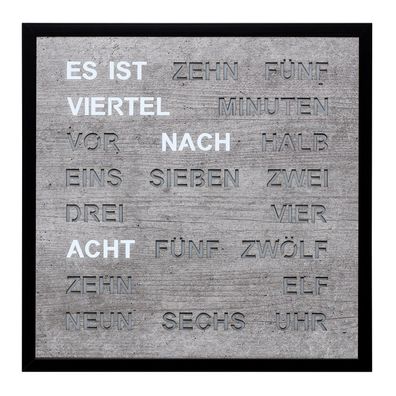 ES IST ZEHN FÜNF
VIERTEL MINUTEN
VOR NACH HALB
EINS SIEBEN ZWEI
DREI VIER
ACHT FÜNF ZWÖLF
ZEHN ELF
NEUN SECHS UHR